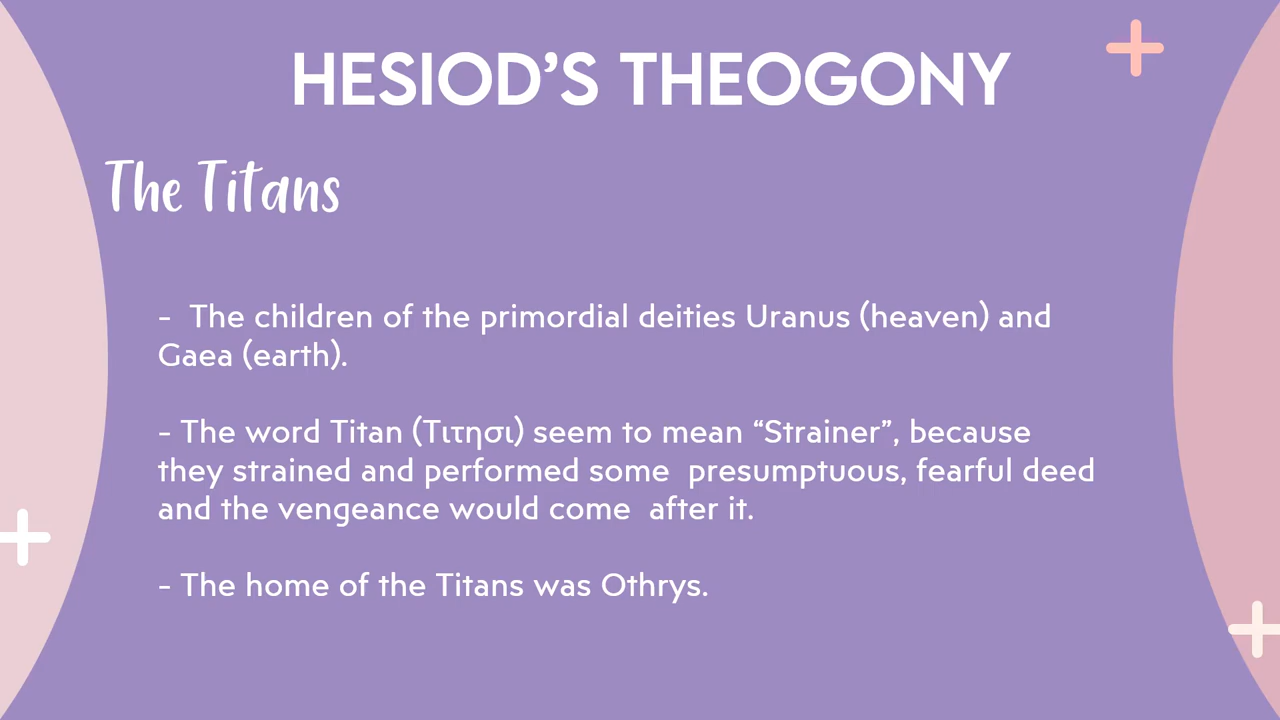 HESIOD'S THEOGONY
The Titans
-  The children of the primordial deities Uranus (heaven) and
Gaea (earth).
- The word Titan (Τιτησι) seem to mean “Strainer”, because
they strained and performed some  presumptuous, fearful deed
and the vengeance would come  after it.
- The home of the Titans was Othrys.